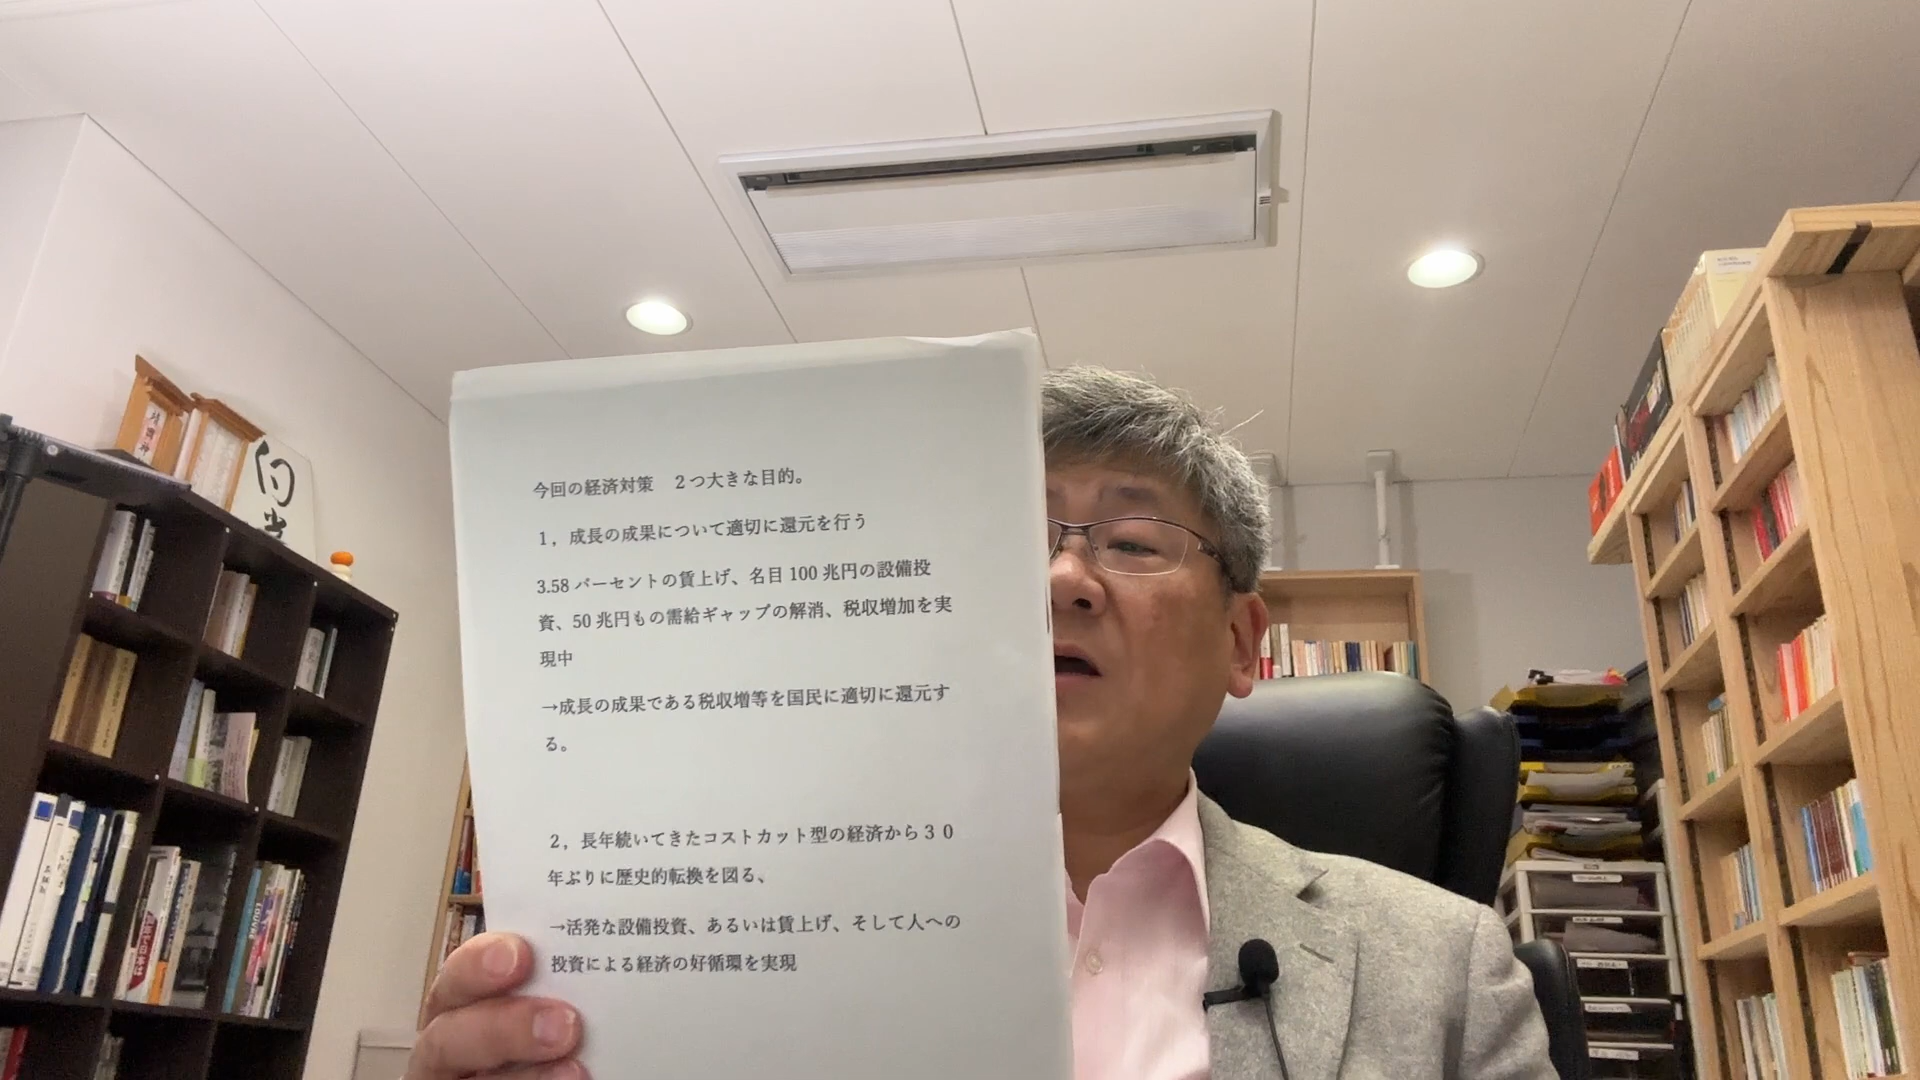 今回の経済対策　２つ大きな目的。
1，成長の成果について適切に還元を行う
3.58 パーセントの賃上げ、名目 100 兆円の設備投
資、50 兆円もの需給ギャップの解消、税収増加を実
現中
→成長の成果である税収増等を国民に適切に還元す
る。
2，長年続いてきたコストカット型の経済から３０
年ぶりに歴史的転換を図る、
→活発な設備投資、あるいは賃上げ、そして人への
投資による経済の好循環を実現